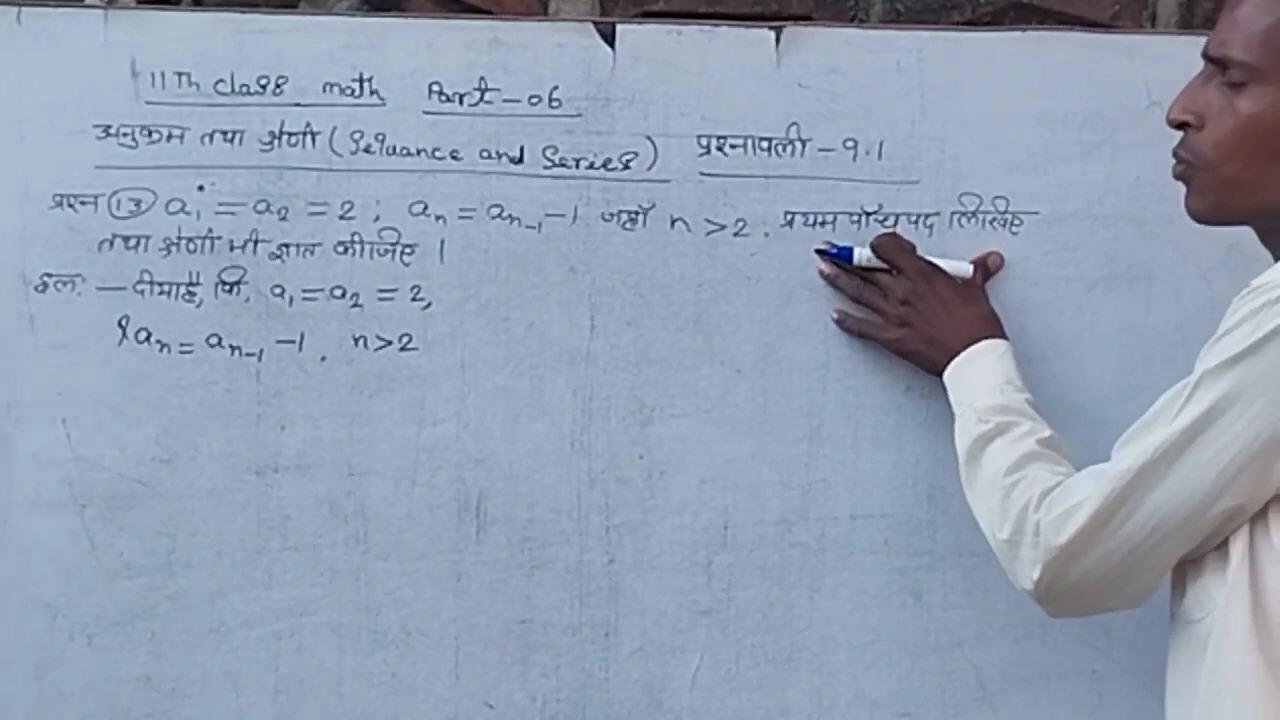 11Th class math Part-06
अनुक्रम तथा श्रेणी (Sequance and Series) प्रश्नावली - 9.1
प्रश्न (13) a₁ = a₂ = 2 ; aₙ = aₙ₋₁ - 1 जहाँ n > 2. प्रथम पाँच पद लिखिए
तथा श्रेणी भी ज्ञात कीजिए ।
हल: — दीया है, कि, a₁ = a₂ = 2,
& aₙ = aₙ₋₁ - 1 , n > 2